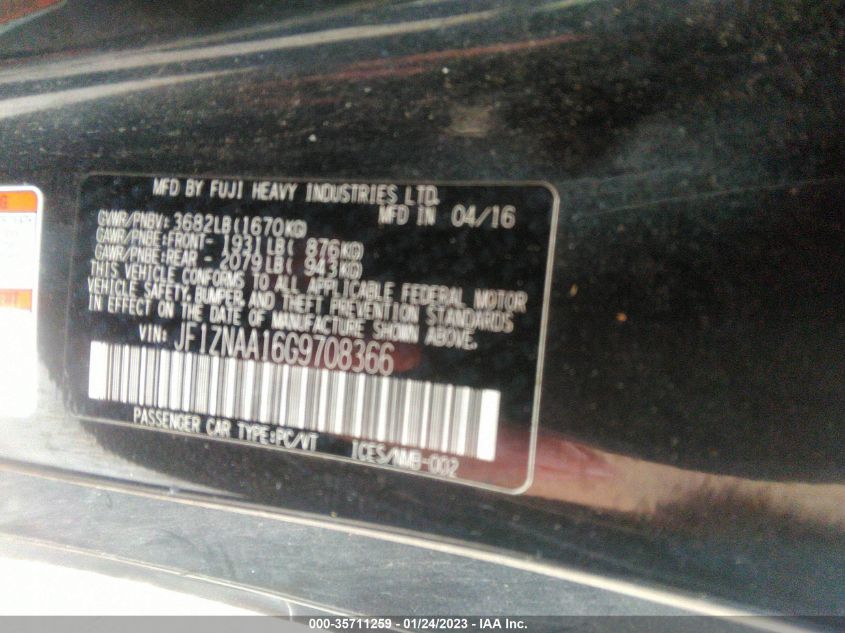 MFD BY FUJI HEAVY INDUSTRIES LTD.
MFD IN 04/16
GVWR/PNBV: 3682LB(1670KG)
GAWR/PNBE:FRONT- 1931LB( 876KG)
GAWR/PNBE:REAR - 2079LB( 943KG)
THIS VEHICLE CONFORMS TO ALL APPLICABLE FEDERAL MOTOR
VEHICLE SAFETY, BUMPER, AND THEFT PREVENTION STANDARDS
IN EFFECT ON THE DATE OF MANUFACTURE SHOWN ABOVE.
VIN: JF1ZNAA16G9708366
PASSENGER CAR TYPE:PC/VT ICES/NMB-002
000-35711259 - 01/24/2023 - IAA Inc.